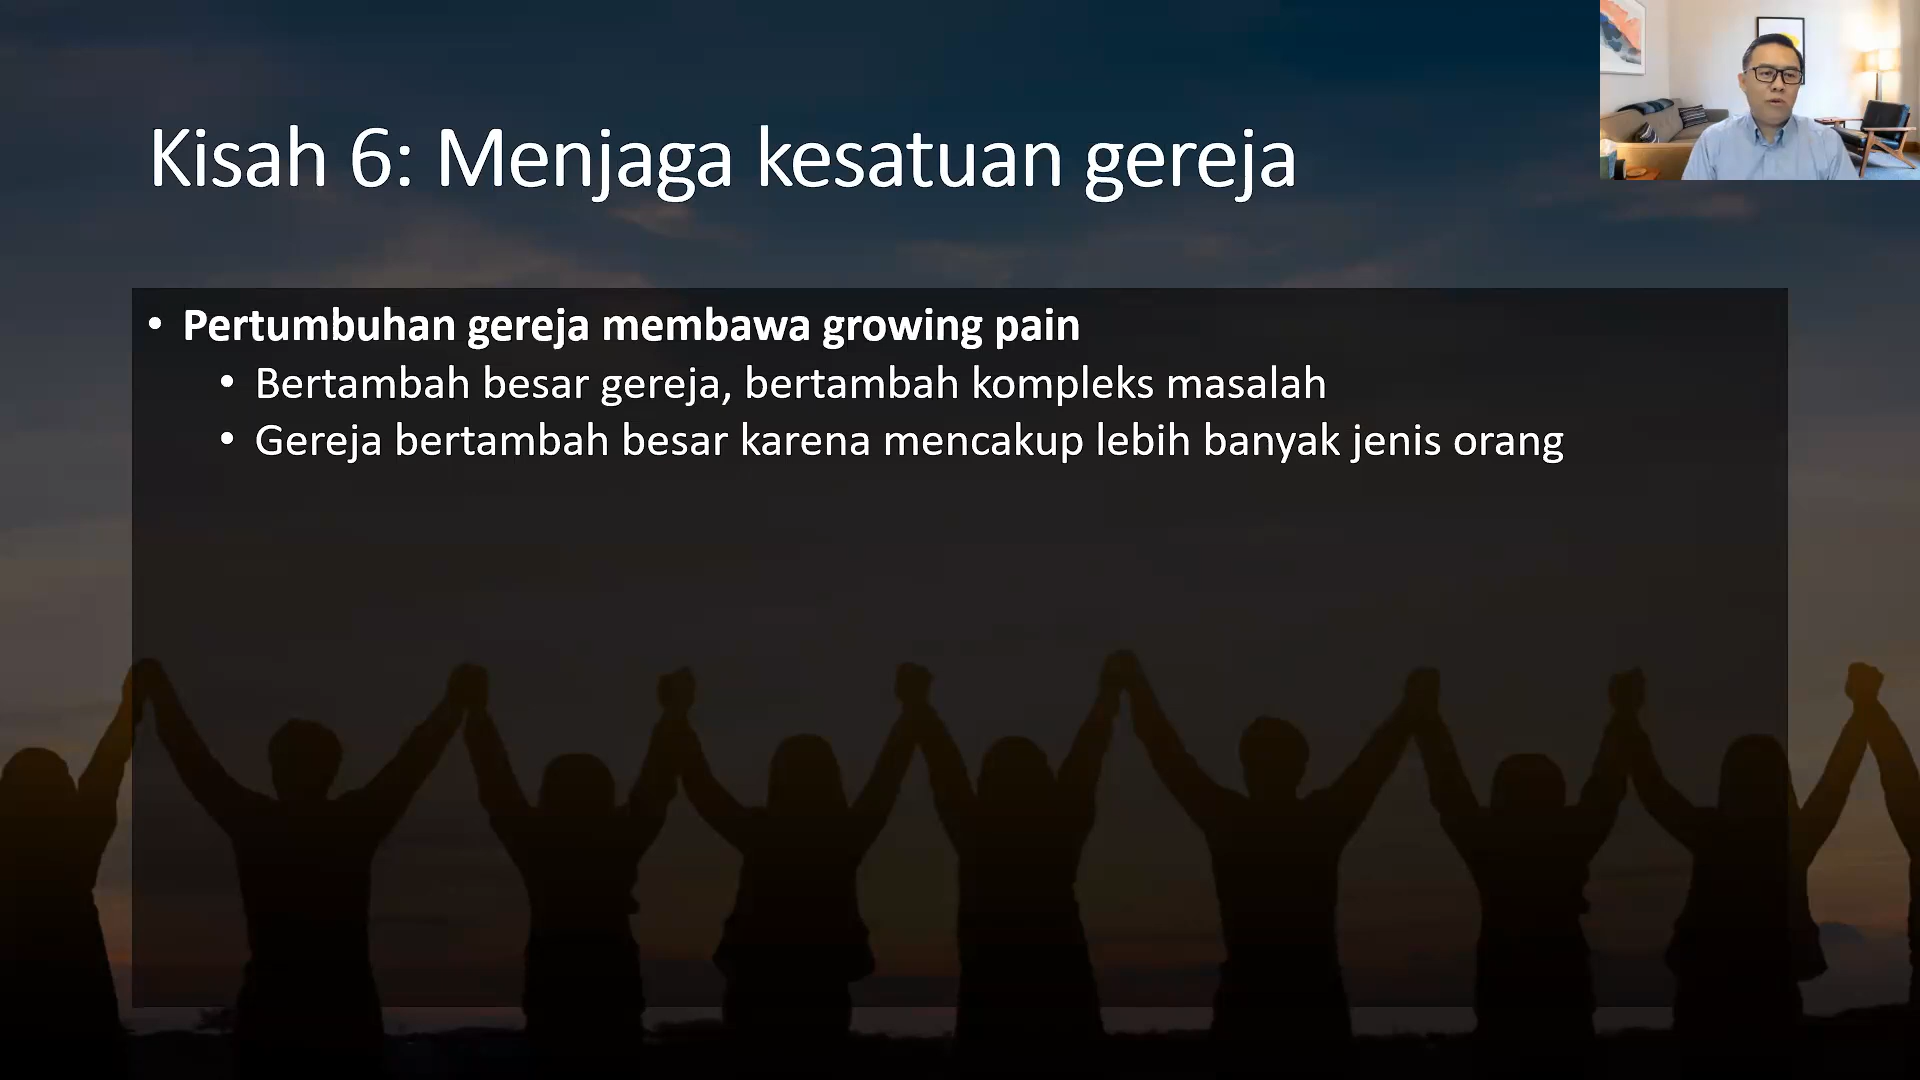 Kisah 6: Menjaga kesatuan gereja
• Pertumbuhan gereja membawa growing pain
• Bertambah besar gereja, bertambah kompleks masalah
• Gereja bertambah besar karena mencakup lebih banyak jenis orang